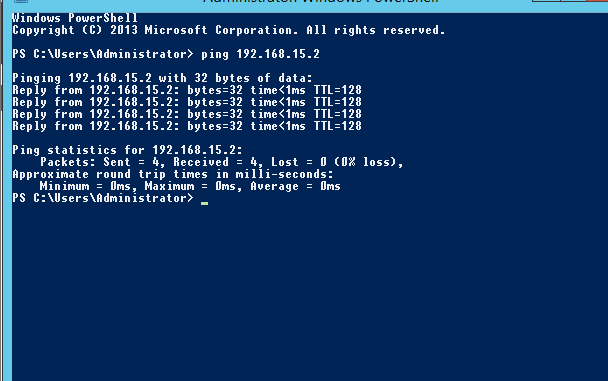 Administrator: Windows PowerShell
Windows PowerShell
Copyright (C) 2013 Microsoft Corporation. All rights reserved.
PS C:\Users\Administrator> ping 192.168.15.2
Pinging 192.168.15.2 with 32 bytes of data:
Reply from 192.168.15.2: bytes=32 time<1ms TTL=128
Reply from 192.168.15.2: bytes=32 time<1ms TTL=128
Reply from 192.168.15.2: bytes=32 time<1ms TTL=128
Reply from 192.168.15.2: bytes=32 time<1ms TTL=128
Ping statistics for 192.168.15.2:
Packets: Sent = 4, Received = 4, Lost = 0 (0% loss),
Approximate round trip times in milli-seconds:
Minimum = 0ms, Maximum = 0ms, Average = 0ms
PS C:\Users\Administrator> _